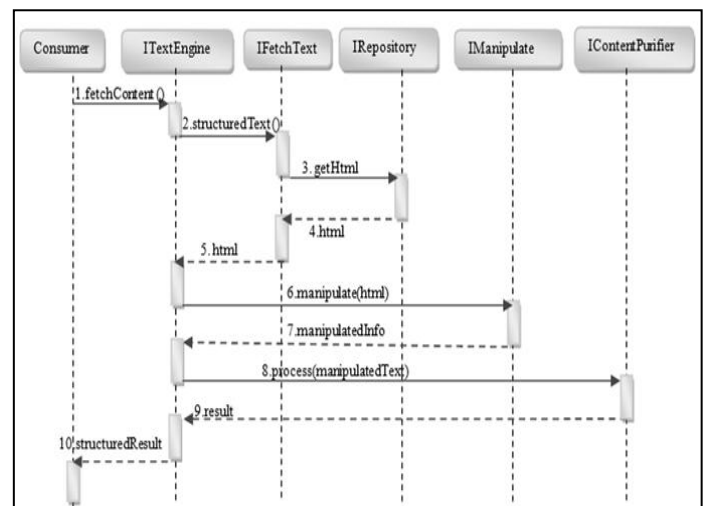 Consumer
ITextEngine
IFetchText
IRepository
IManipulate
IContentPurifier
1.fetchContent()
2.structuredText()
3. getHtml
4.html
5. html
6.manipulate(html)
7.manipulatedInfo
8.process(manipulatedText)
9.result
10.structuredResult